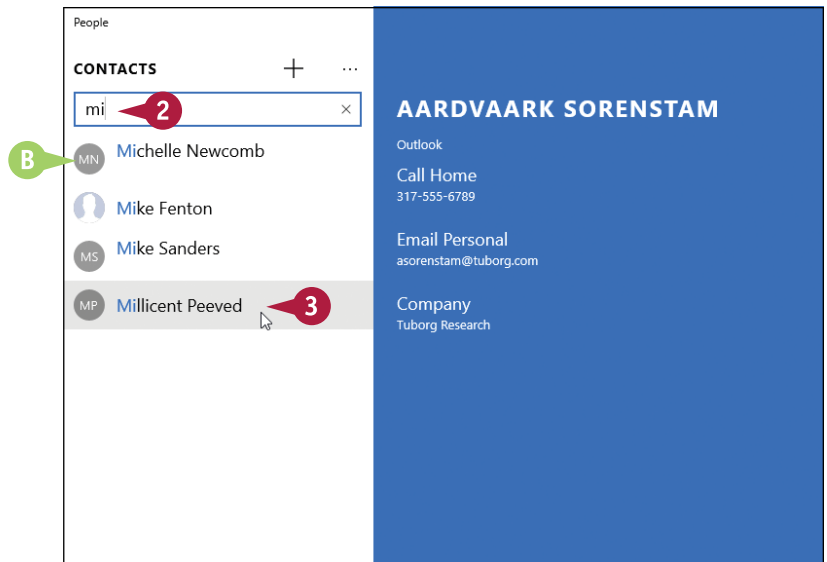 People
CONTACTS
mi
2
B
MN
Michelle Newcomb
Mike Fenton
MS
Mike Sanders
MP
Millicent Peeved
3
AARDVAARK SORENSTAM
Outlook
Call Home
317-555-6789
Email Personal
asorenstam@tuborg.com
Company
Tuborg Research